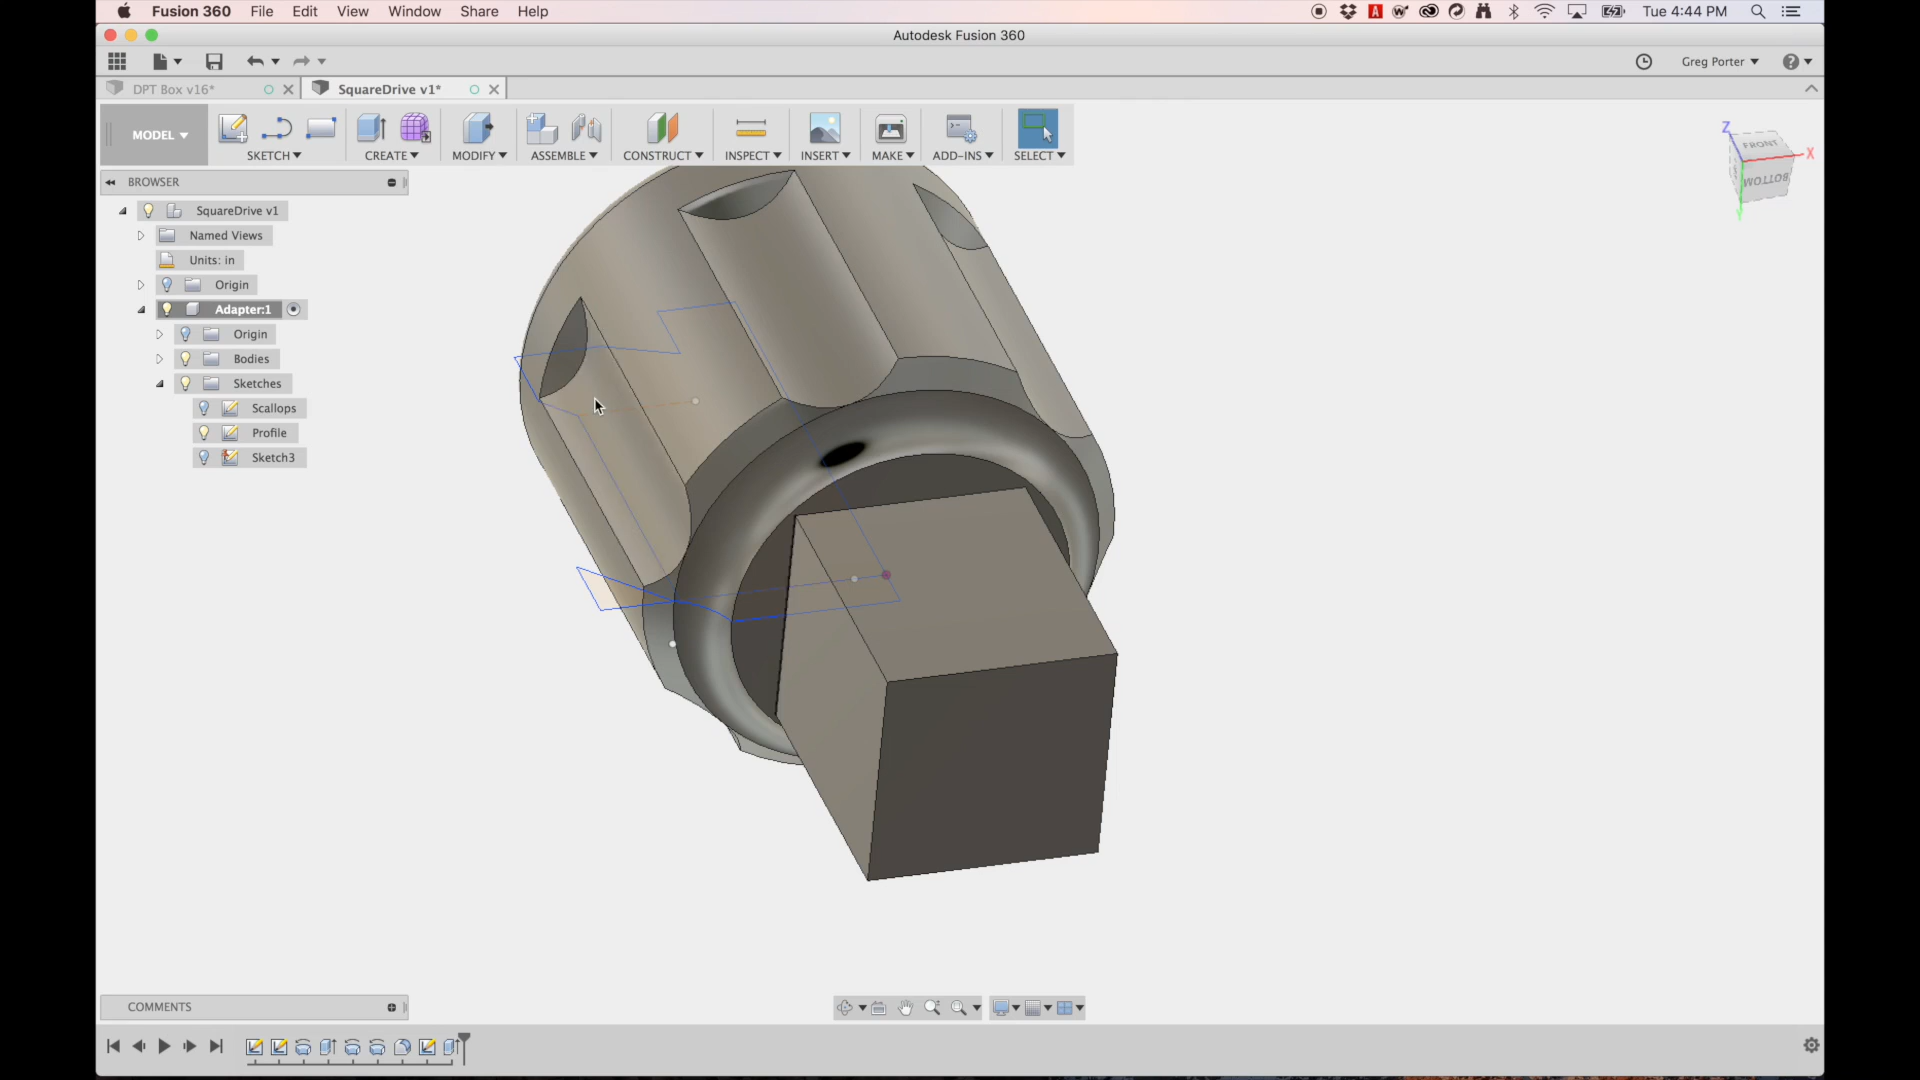 Fusion 360 File Edit View Window Share Help Tue 4:44 PM
Autodesk Fusion 360
Greg Porter
DPT Box v16* SquareDrive v1*
MODEL SKETCH CREATE MODIFY ASSEMBLE CONSTRUCT INSPECT INSERT MAKE ADD-INS SELECT
BROWSER
SquareDrive v1
Named Views
Units: in
Origin
Adapter:1
Origin
Bodies
Sketches
Scallops
Profile
Sketch3
Z
X
Y
FRONT
BOTTOM
COMMENTS